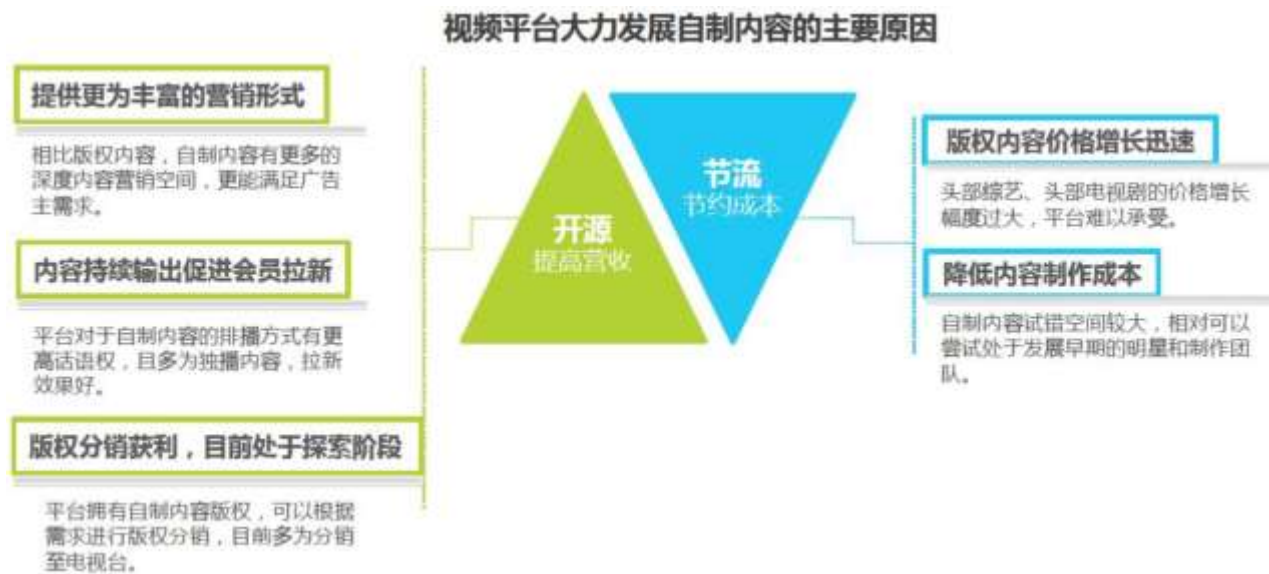 视频平台大力发展自制内容的主要原因
提供更为丰富的营销形式
相比版权内容，自制内容有更多的
深度内容营销空间，更能满足广告
主需求。
内容持续输出促进会员拉新
平台对于自制内容的排播方式有更
高话语权，且多为独播内容，拉新
效果好。
版权分销获利，目前处于探索阶段
平台拥有自制内容版权，可以根据
需求进行版权分销，目前多为分销
至电视台。
开源
提高营收
节流
节约成本
版权内容价格增长迅速
头部综艺、头部电视剧的价格增长
幅度过大，平台难以承受。
降低内容制作成本
自制内容试错空间较大，相对可以
尝试处于发展早期的明星和制作团
队。